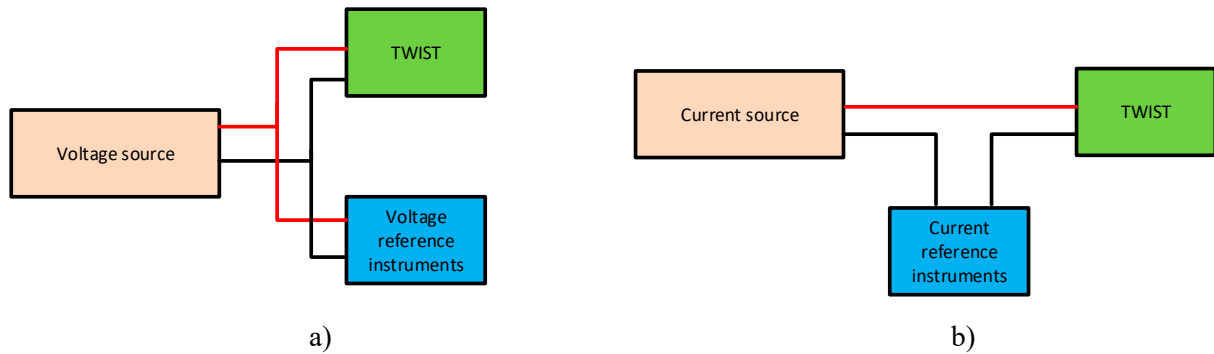 TWIST
Voltage source
Voltage
reference
instruments
a)
Current source
TWIST
Current
reference
instruments
b)